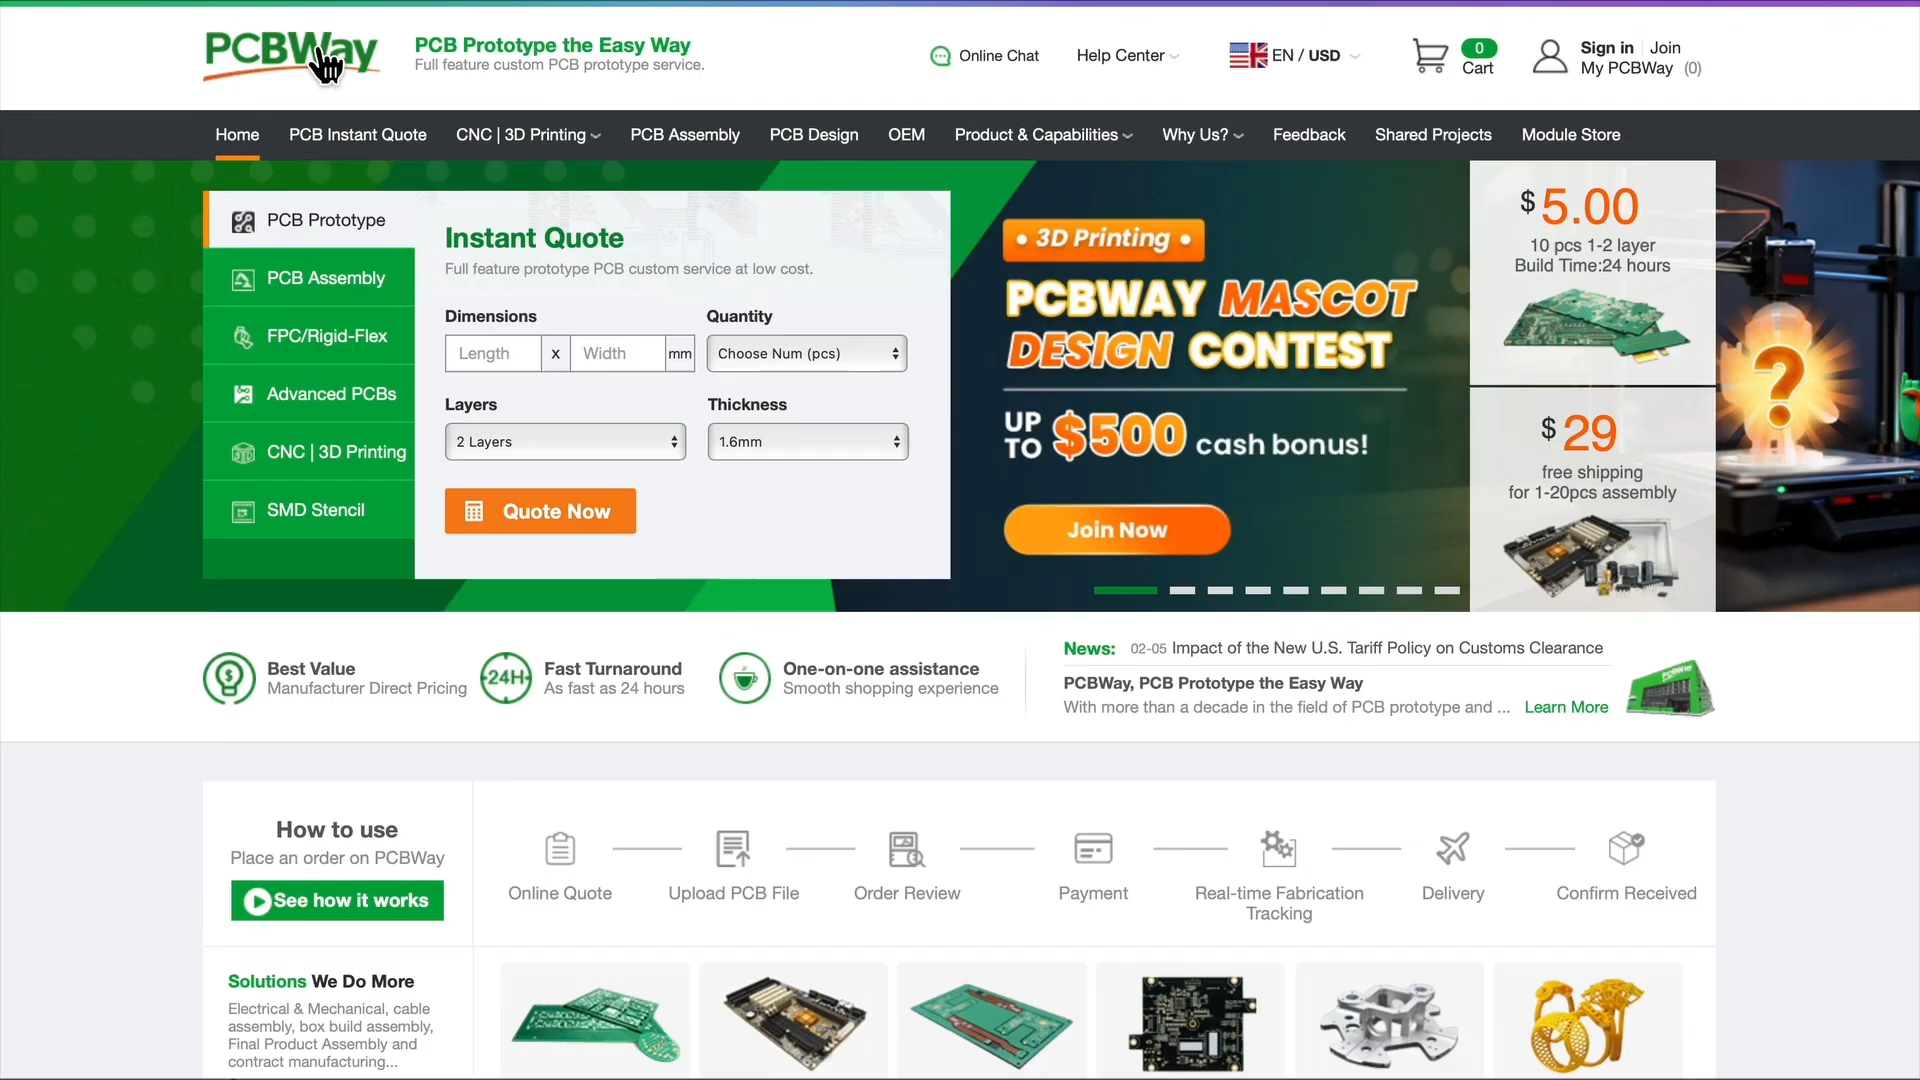 PCBWay
PCB Prototype the Easy Way
Full feature custom PCB prototype service.
Online Chat
Help Center
EN / USD
0
Cart
Sign in Join
My PCBWay (0)
Home
PCB Instant Quote
CNC | 3D Printing
PCB Assembly
PCB Design
OEM
Product & Capabilities
Why Us?
Feedback
Shared Projects
Module Store
PCB Prototype
PCB Assembly
FPC/Rigid-Flex
Advanced PCBs
CNC | 3D Printing
SMD Stencil
Instant Quote
Full feature prototype PCB custom service at low cost.
Dimensions
Quantity
Length x Width mm
Choose Num (pcs)
Layers
Thickness
2 Layers
1.6mm
Quote Now
• 3D Printing •
PCBWAY MASCOT
DESIGN CONTEST
UP TO $500 cash bonus!
Join Now
$ 5.00
10 pcs 1-2 layer
Build Time:24 hours
$ 29
free shipping
for 1-20pcs assembly
?
Best Value
Manufacturer Direct Pricing
24H
Fast Turnaround
As fast as 24 hours
One-on-one assistance
Smooth shopping experience
News: 02-05 Impact of the New U.S. Tariff Policy on Customs Clearance
PCBWay, PCB Prototype the Easy Way
With more than a decade in the field of PCB prototype and ... Learn More
PCBWay
How to use
Place an order on PCBWay
See how it works
Online Quote
Upload PCB File
Order Review
Payment
Real-time Fabrication
Tracking
Delivery
Confirm Received
Solutions We Do More
Electrical & Mechanical, cable
assembly, box build assembly,
Final Product Assembly and
contract manufacturing...